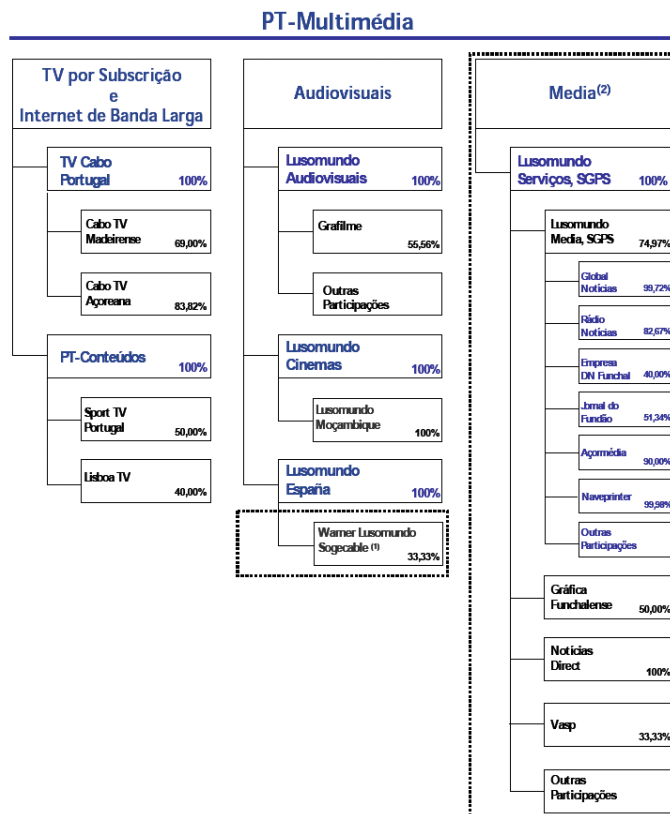 PT-Multimédia
TV por Subscrição
e
Internet de Banda Larga
TV Cabo
Portugal 100%
Cabo TV
Madeirense 69,00%
Cabo TV
Açoreana 83,82%
PT-Conteúdos 100%
Sport TV
Portugal 50,00%
Lisboa TV 40,00%
Audiovisuais
Lusomundo
Audiovisuais 100%
Grafilme 55,56%
Outras
Participações
Lusomundo
Cinemas 100%
Lusomundo
Moçambique 100%
Lusomundo
España 100%
Warner Lusomundo
Sogecable (1) 33,33%
Media(2)
Lusomundo
Serviços, SGPS 100%
Lusomundo
Media, SGPS 74,97%
Global
Notícias 99,72%
Rádio
Notícias 82,67%
Empresa
DN Funchal 40,00%
Jornal do
Fundão 51,34%
Açormédia 90,00%
Naveprinter 99,98%
Outras
Participações
Gráfica
Funchalense 50,00%
Notícias
Direct 100%
Vasp 33,33%
Outras
Participações